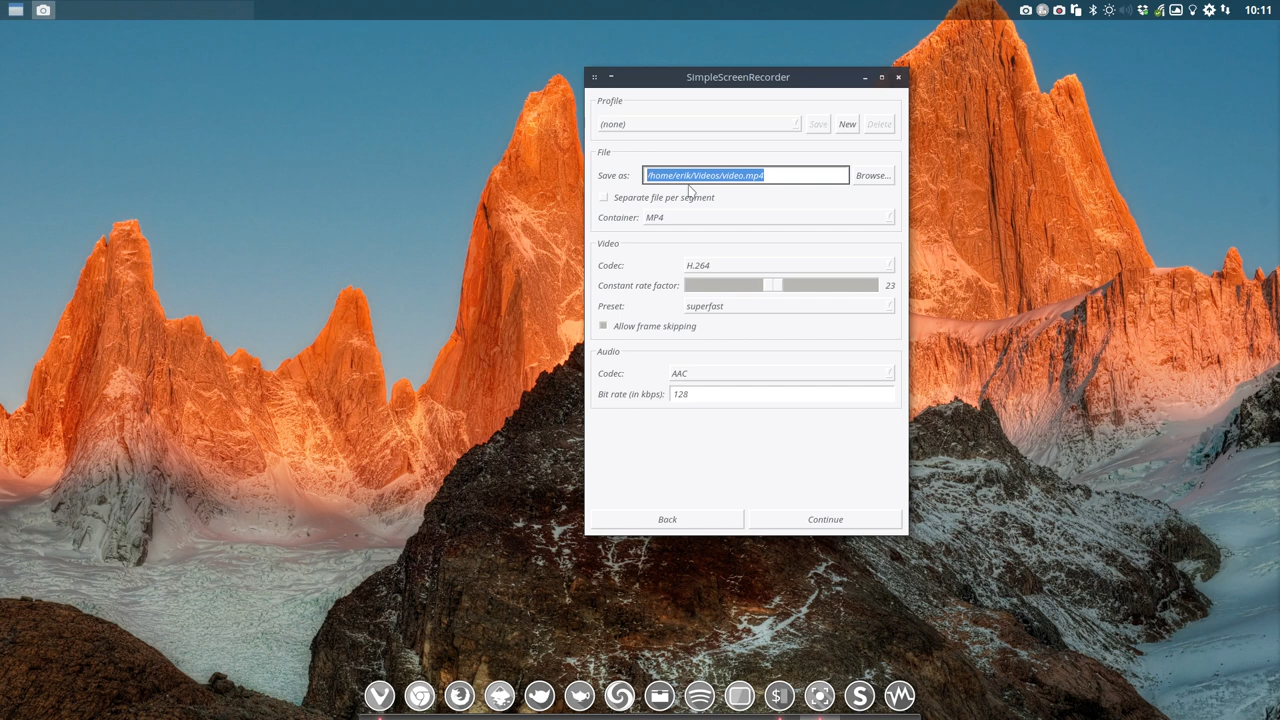 10:11
SimpleScreenRecorder
Profile
(none) Save New Delete
File
Save as: /home/erik/Videos/video.mp4 Browse...
Separate file per segment
Container: MP4
Video
Codec: H.264
Constant rate factor: 23
Preset: superfast
Allow frame skipping
Audio
Codec: AAC
Bit rate (in kbps): 128
Back Continue